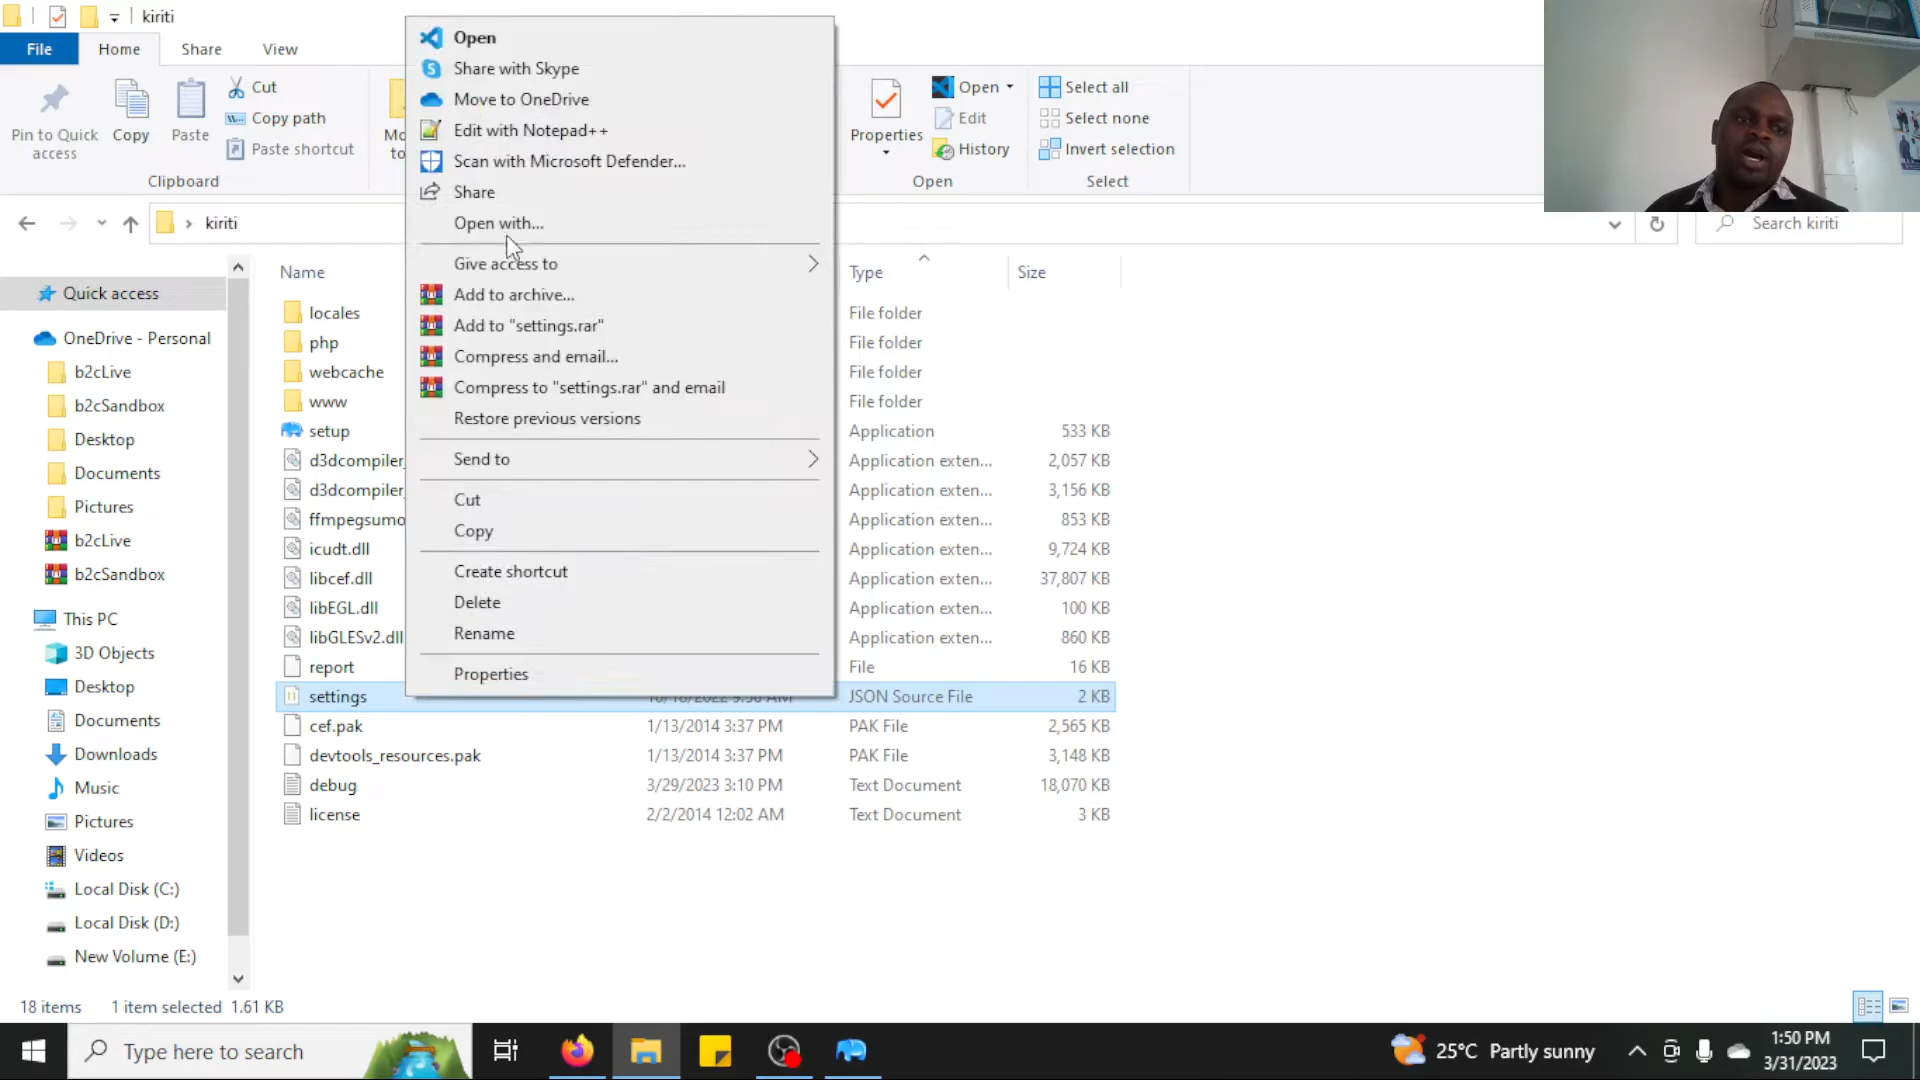 kiriti
File
Home
Share
View
Pin to Quick access
Copy
Paste
Cut
Copy path
Paste shortcut
Clipboard
Mo
to
Properties
Open
Edit
History
Open
Select all
Select none
Invert selection
Select
kiriti
Search kiriti
Open
Share with Skype
Move to OneDrive
Edit with Notepad++
Scan with Microsoft Defender...
Share
Open with...
Give access to
Add to archive...
Add to "settings.rar"
Compress and email...
Compress to "settings.rar" and email
Restore previous versions
Send to
Cut
Copy
Create shortcut
Delete
Rename
Properties
Quick access
OneDrive - Personal
b2cLive
b2cSandbox
Desktop
Documents
Pictures
b2cLive
b2cSandbox
This PC
3D Objects
Desktop
Documents
Downloads
Music
Pictures
Videos
Local Disk (C:)
Local Disk (D:)
New Volume (E:)
Name Type Size
locales File folder
php File folder
webcache File folder
www File folder
setup Application 533 KB
d3dcompiler_ Application exten... 2,057 KB
d3dcompiler_ Application exten... 3,156 KB
ffmpegsumo Application exten... 853 KB
icudt.dll Application exten... 9,724 KB
libcef.dll Application exten... 37,807 KB
libEGL.dll Application exten... 100 KB
libGLESv2.dll Application exten... 860 KB
report File 16 KB
settings JSON Source File 2 KB
cef.pak 1/13/2014 3:37 PM PAK File 2,565 KB
devtools_resources.pak 1/13/2014 3:37 PM PAK File 3,148 KB
debug 3/29/2023 3:10 PM Text Document 18,070 KB
license 2/2/2014 12:02 AM Text Document 3 KB
18 items 1 item selected 1.61 KB
Type here to search
25°C Partly sunny
1:50 PM
3/31/2023